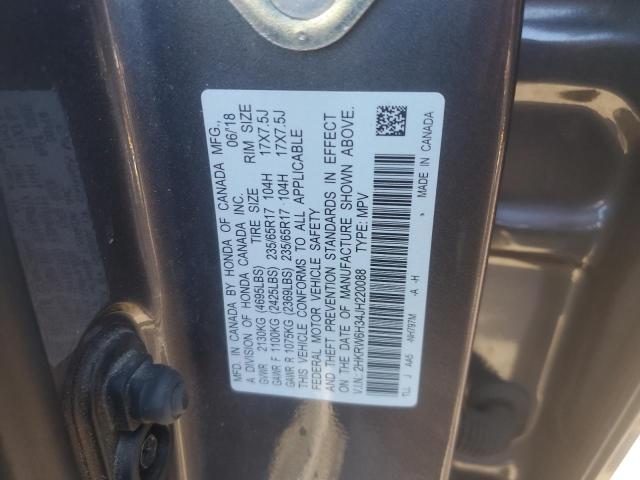 MFD. IN CANADA BY HONDA OF CANADA MFG.,
A DIVISION OF HONDA CANADA INC. 06/18
GVWR 2130KG (4695LBS) TIRE SIZE RIM SIZE
GAWR F 1100KG (2425LBS) 235/65R17 104H 17X7.5J
GAWR R 1075KG (2369LBS) 235/65R17 104H 17X7.5J
THIS VEHICLE CONFORMS TO ALL APPLICABLE
FEDERAL MOTOR VEHICLE SAFETY
AND THEFT PREVENTION STANDARDS IN EFFECT
ON THE DATE OF MANUFACTURE SHOWN ABOVE.
V.I.N.: 2HKRW6H34JH220088 TYPE: MPV
TLL J AA5 -NH797M -A -H MADE IN CANADA